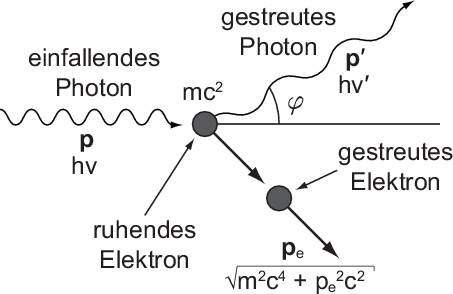 einfallendes
Photon
p
hν
mc²
gestreutes
Photon
p′
hν′
φ
ruhendes
Elektron
gestreutes
Elektron
pₑ
√m²c⁴ + pₑ²c²